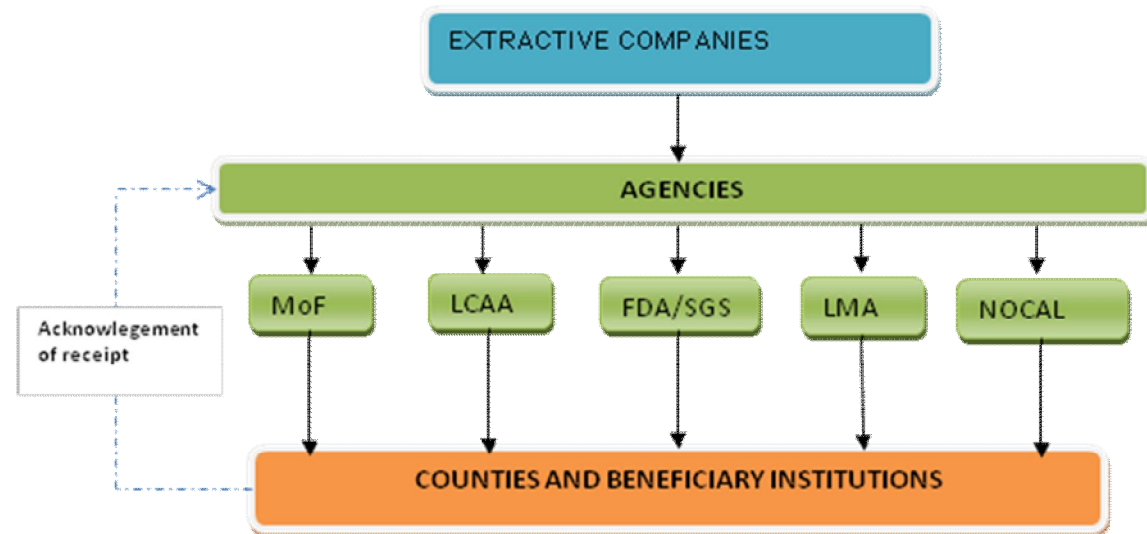 EXTRACTIVE COMPANIES
AGENCIES
MoF
LCAA
FDA/SGS
LMA
NOCAL
Acknowlegement
of receipt
COUNTIES AND BENEFICIARY INSTITUTIONS